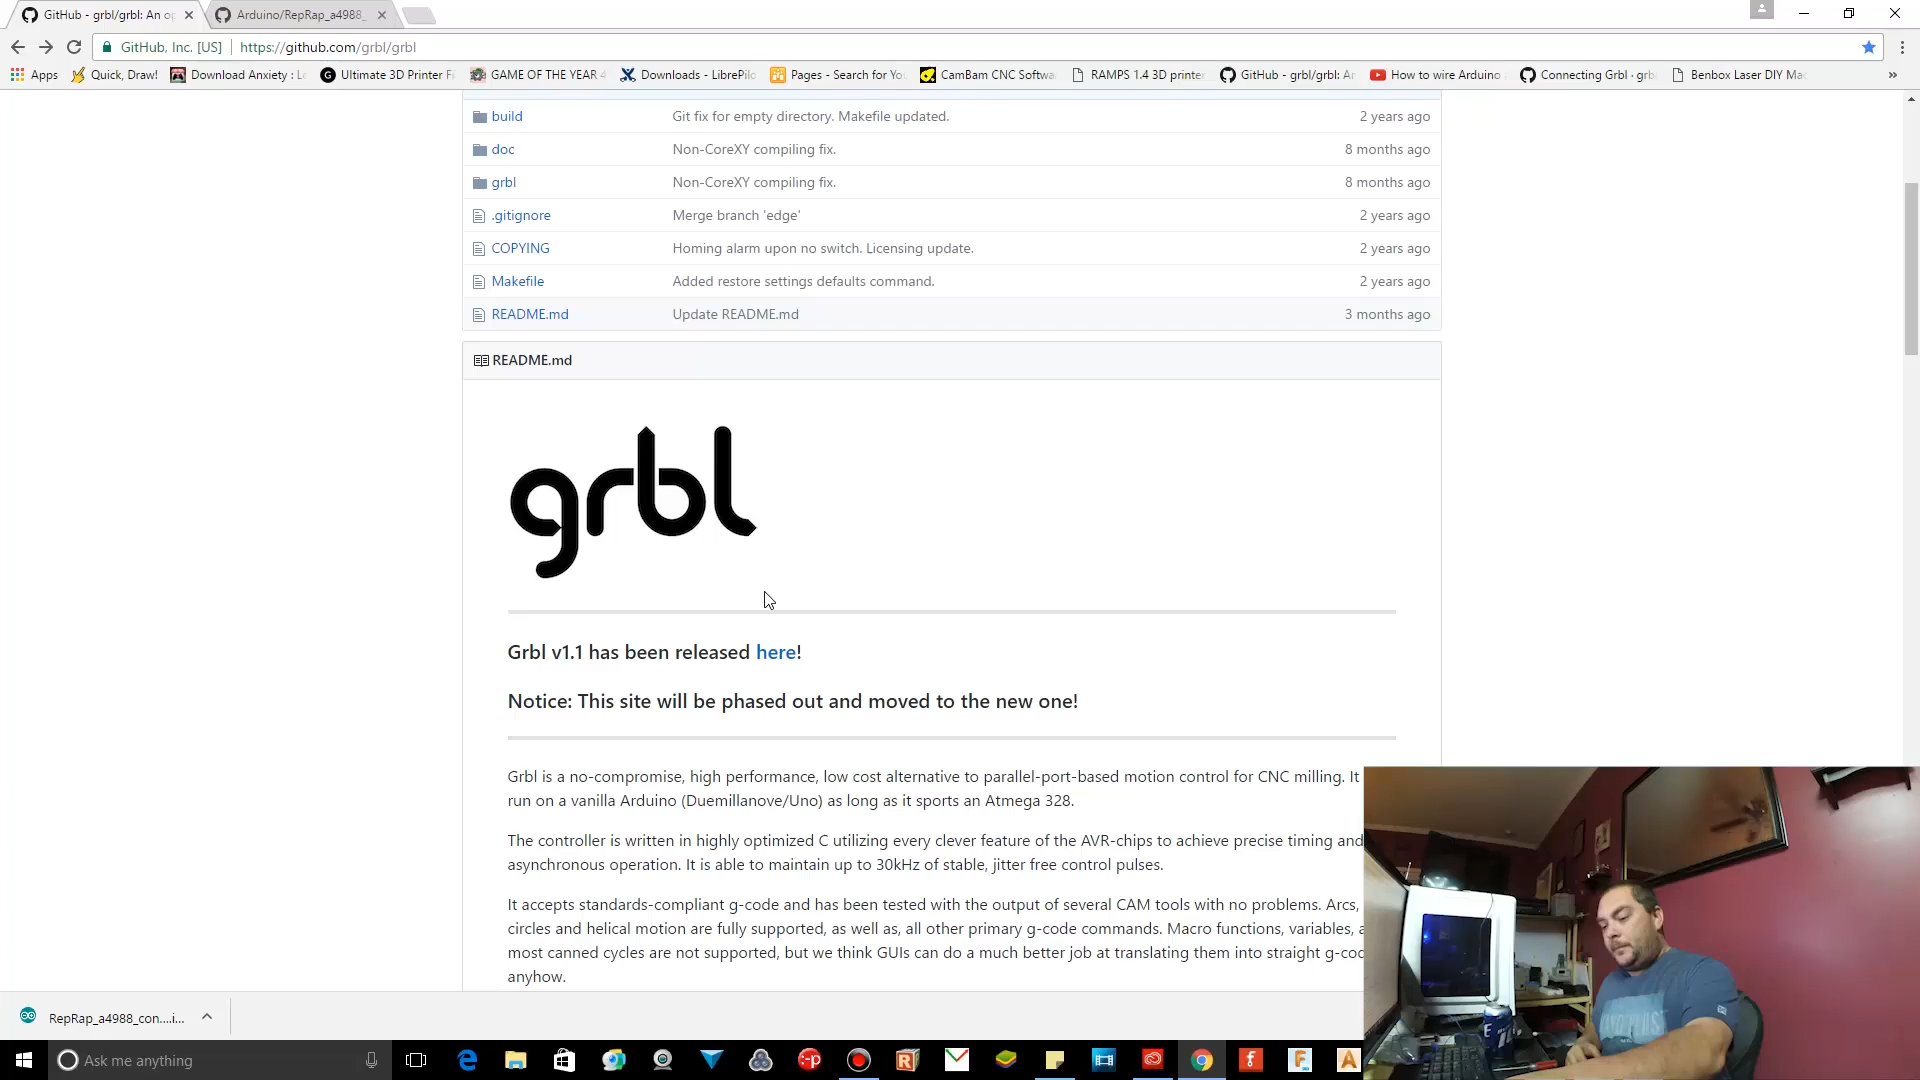 GitHub - grbl/grbl: An op
Arduino/RepRap_a4988_
GitHub, Inc. [US] https://github.com/grbl/grbl
Apps Quick, Draw! Download Anxiety : Lo Ultimate 3D Printer Fi GAME OF THE YEAR 4 Downloads - LibrePilo Pages - Search for Yo CamBam CNC Softwa RAMPS 1.4 3D printer GitHub - grbl/grbl: An How to wire Arduino Connecting Grbl · grb Benbox Laser DIY Mac »
build Git fix for empty directory. Makefile updated. 2 years ago
doc Non-CoreXY compiling fix. 8 months ago
grbl Non-CoreXY compiling fix. 8 months ago
.gitignore Merge branch 'edge' 2 years ago
COPYING Homing alarm upon no switch. Licensing update. 2 years ago
Makefile Added restore settings defaults command. 2 years ago
README.md Update README.md 3 months ago
README.md
grbl
Grbl v1.1 has been released here!
Notice: This site will be phased out and moved to the new one!
Grbl is a no-compromise, high performance, low cost alternative to parallel-port-based motion control for CNC milling. It
run on a vanilla Arduino (Duemillanove/Uno) as long as it sports an Atmega 328.
The controller is written in highly optimized C utilizing every clever feature of the AVR-chips to achieve precise timing and
asynchronous operation. It is able to maintain up to 30kHz of stable, jitter free control pulses.
It accepts standards-compliant g-code and has been tested with the output of several CAM tools with no problems. Arcs,
circles and helical motion are fully supported, as well as, all other primary g-code commands. Macro functions, variables, a
most canned cycles are not supported, but we think GUIs can do a much better job at translating them into straight g-cod
anyhow.
RepRap_a4988_con....i...
Ask me anything